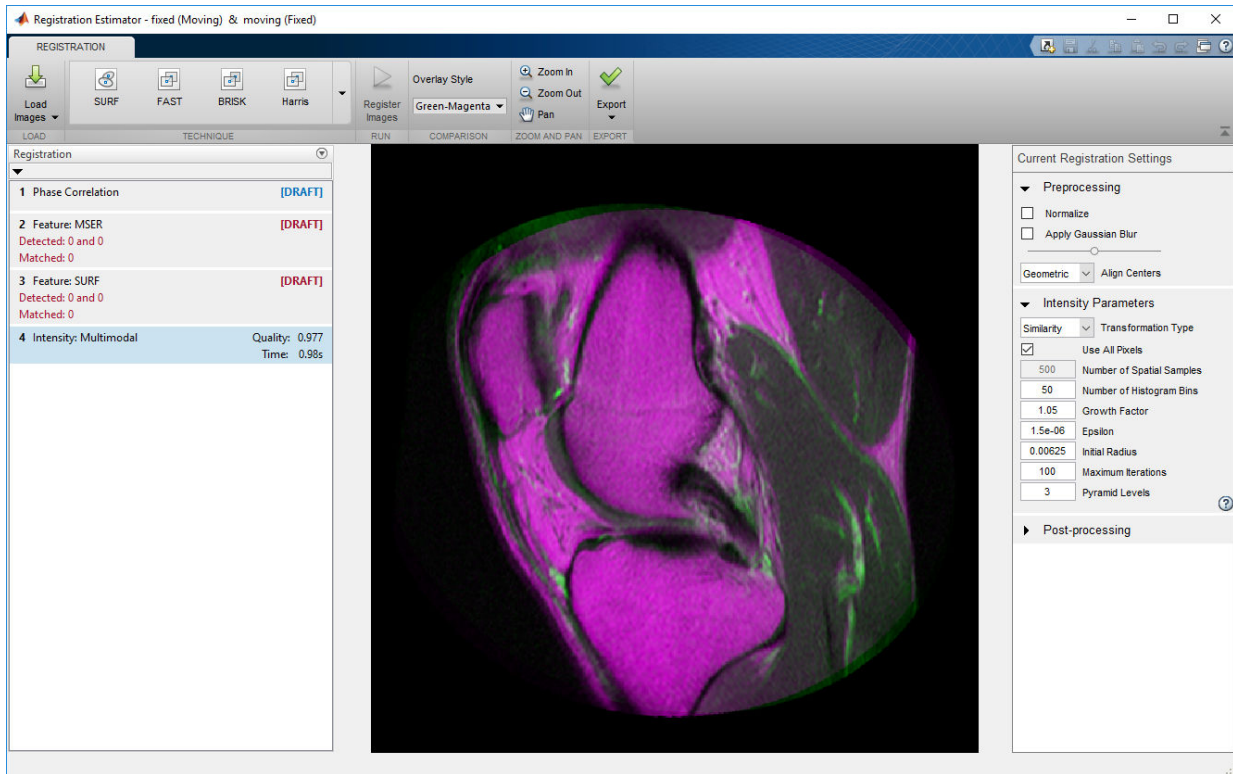 Registration Estimator - fixed (Moving) & moving (Fixed)
REGISTRATION
Load Images
SURF
FAST
BRISK
Harris
Register Images
Overlay Style
Green-Magenta
Zoom In
Zoom Out
Pan
Export
LOAD
TECHNIQUE
RUN
COMPARISON
ZOOM AND PAN
EXPORT
Registration
1 Phase Correlation [DRAFT]
2 Feature: MSER [DRAFT]
Detected: 0 and 0
Matched: 0
3 Feature: SURF [DRAFT]
Detected: 0 and 0
Matched: 0
4 Intensity: Multimodal Quality: 0.977
Time: 0.98s
Current Registration Settings
Preprocessing
Normalize
Apply Gaussian Blur
Geometric Align Centers
Intensity Parameters
Similarity Transformation Type
Use All Pixels
500 Number of Spatial Samples
50 Number of Histogram Bins
1.05 Growth Factor
1.5e-06 Epsilon
0.00625 Initial Radius
100 Maximum Iterations
3 Pyramid Levels
Post-processing